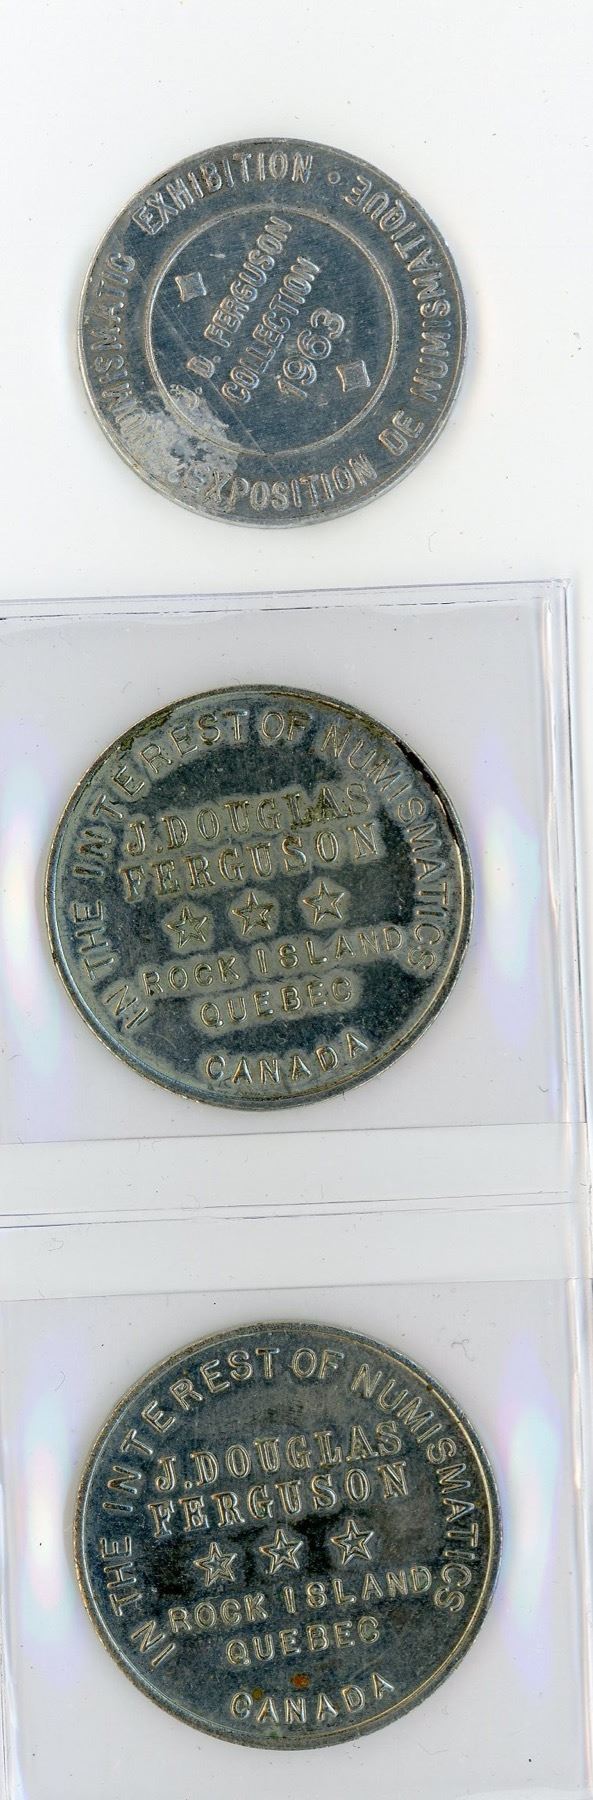 NUMISMATIC EXHIBITION • EXPOSITION DE NUMISMATIQUE
J. D. FERGUSON
COLLECTION
1963
IN THE INTEREST OF NUMISMATICS
J. DOUGLAS
FERGUSON
ROCK ISLAND
QUEBEC
CANADA
IN THE INTEREST OF NUMISMATICS
J. DOUGLAS
FERGUSON
ROCK ISLAND
QUEBEC
CANADA